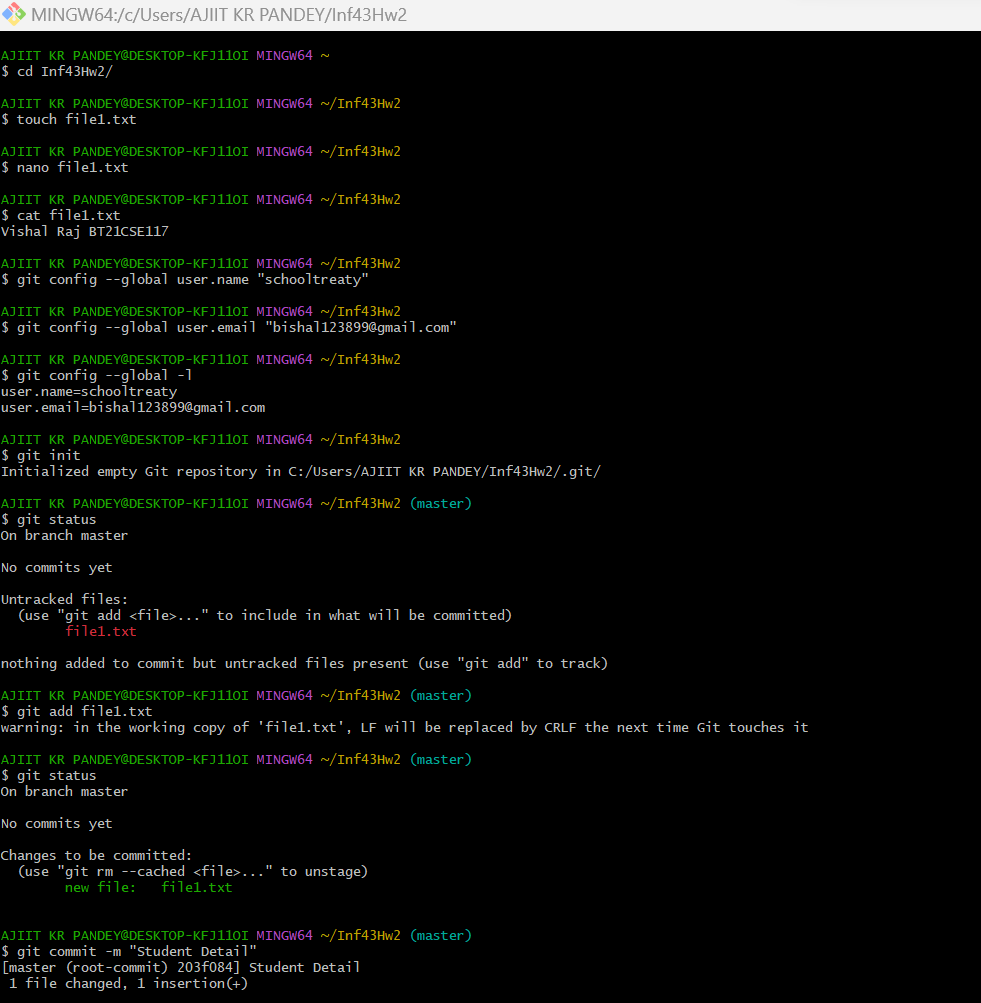 MINGW64:/c/Users/AJIIT KR PANDEY/Inf43Hw2
AJIIT KR PANDEY@DESKTOP-KFJ11OI MINGW64 ~
$ cd Inf43Hw2/
AJIIT KR PANDEY@DESKTOP-KFJ11OI MINGW64 ~/Inf43Hw2
$ touch file1.txt
AJIIT KR PANDEY@DESKTOP-KFJ11OI MINGW64 ~/Inf43Hw2
$ nano file1.txt
AJIIT KR PANDEY@DESKTOP-KFJ11OI MINGW64 ~/Inf43Hw2
$ cat file1.txt
Vishal Raj BT21CSE117
AJIIT KR PANDEY@DESKTOP-KFJ11OI MINGW64 ~/Inf43Hw2
$ git config --global user.name "schooltreaty"
AJIIT KR PANDEY@DESKTOP-KFJ11OI MINGW64 ~/Inf43Hw2
$ git config --global user.email "bishal123899@gmail.com"
AJIIT KR PANDEY@DESKTOP-KFJ11OI MINGW64 ~/Inf43Hw2
$ git config --global -l
user.name=schooltreaty
user.email=bishal123899@gmail.com
AJIIT KR PANDEY@DESKTOP-KFJ11OI MINGW64 ~/Inf43Hw2
$ git init
Initialized empty Git repository in C:/Users/AJIIT KR PANDEY/Inf43Hw2/.git/
AJIIT KR PANDEY@DESKTOP-KFJ11OI MINGW64 ~/Inf43Hw2 (master)
$ git status
On branch master
No commits yet
Untracked files:
  (use "git add <file>..." to include in what will be committed)
        file1.txt
nothing added to commit but untracked files present (use "git add" to track)
AJIIT KR PANDEY@DESKTOP-KFJ11OI MINGW64 ~/Inf43Hw2 (master)
$ git add file1.txt
warning: in the working copy of 'file1.txt', LF will be replaced by CRLF the next time Git touches it
AJIIT KR PANDEY@DESKTOP-KFJ11OI MINGW64 ~/Inf43Hw2 (master)
$ git status
On branch master
No commits yet
Changes to be committed:
  (use "git rm --cached <file>..." to unstage)
        new file:   file1.txt
AJIIT KR PANDEY@DESKTOP-KFJ11OI MINGW64 ~/Inf43Hw2 (master)
$ git commit -m "Student Detail"
[master (root-commit) 203f084] Student Detail
 1 file changed, 1 insertion(+)